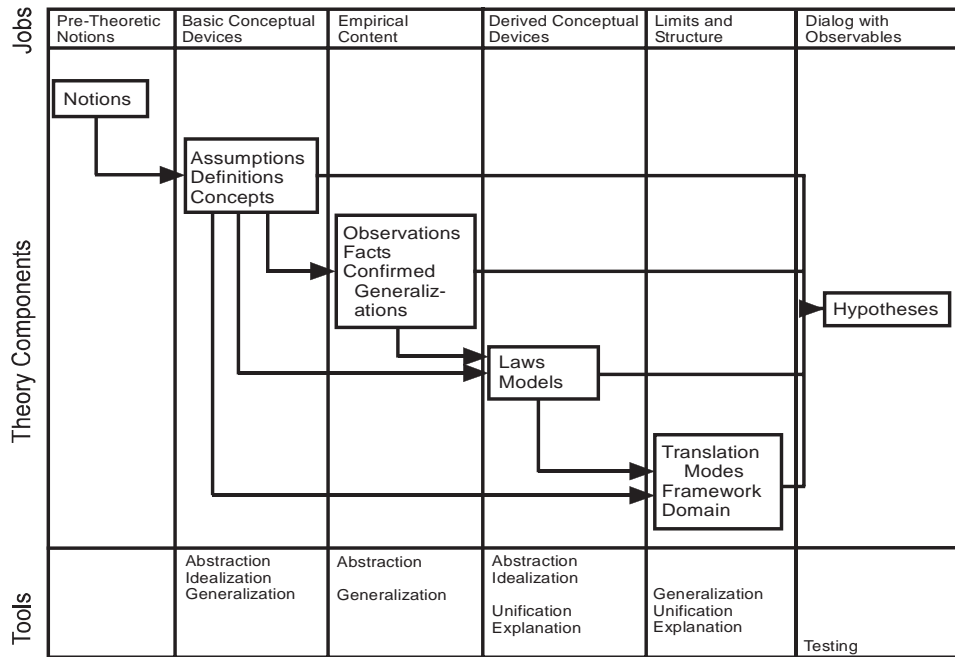 Jobs
Pre-Theoretic
Notions
Basic Conceptual
Devices
Empirical
Content
Derived Conceptual
Devices
Limits and
Structure
Dialog with
Observables
Theory Components
Notions
Assumptions
Definitions
Concepts
Observations
Facts
Confirmed
Generaliz-
ations
Laws
Models
Translation
Modes
Framework
Domain
Hypotheses
Tools
Abstraction
Idealization
Generalization
Abstraction
Generalization
Abstraction
Idealization
Unification
Explanation
Generalization
Unification
Explanation
Testing